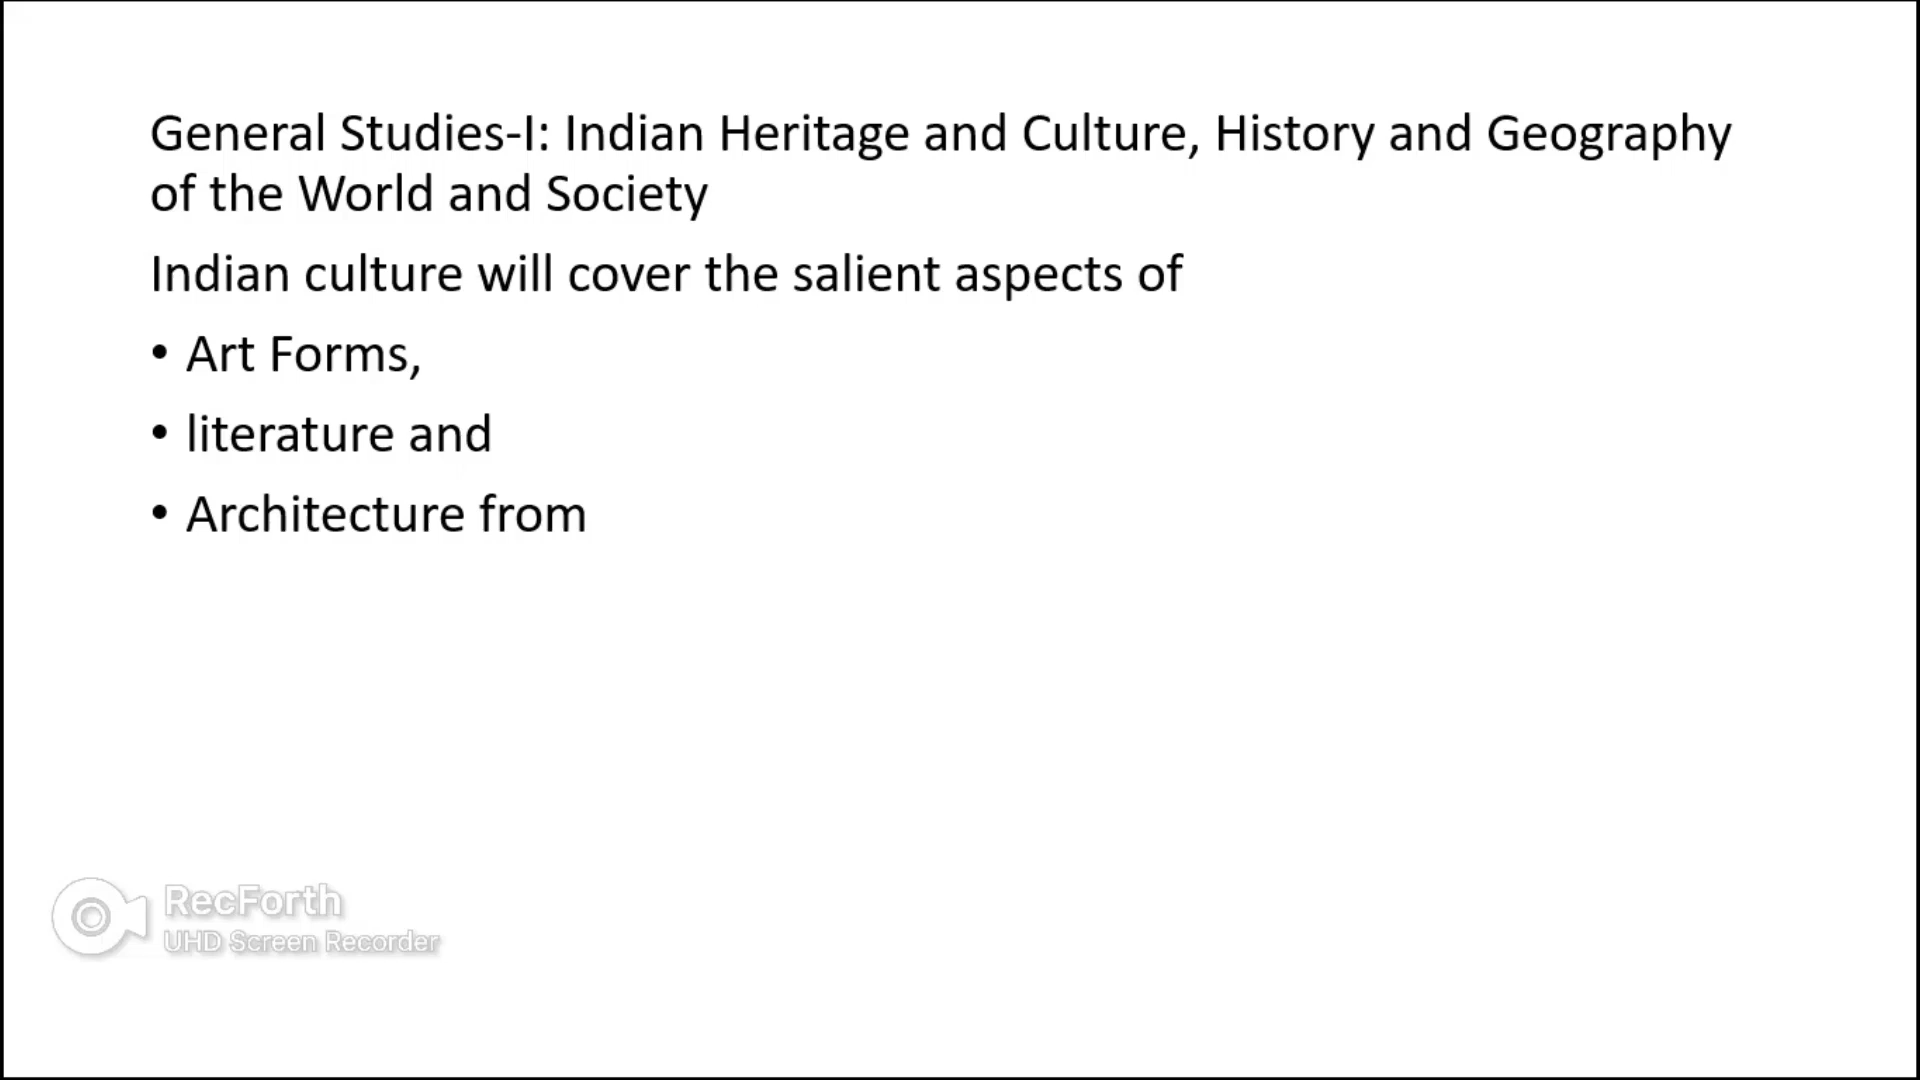 General Studies-I: Indian Heritage and Culture, History and Geography
of the World and Society
Indian culture will cover the salient aspects of
• Art Forms,
• literature and
• Architecture from
RecForth
UHD Screen Recorder